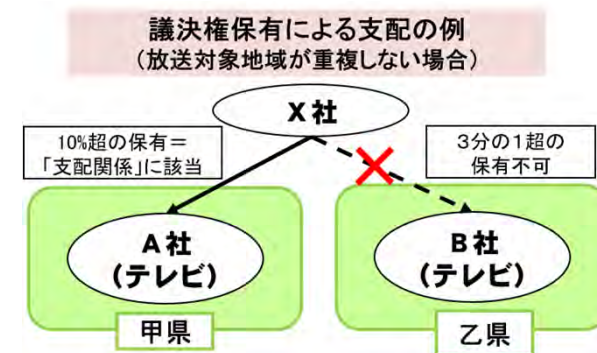 議決権保有による支配の例
(放送対象地域が重複しない場合)
X社
10%超の保有=
「支配関係」に該当
3分の1超の
保有不可
A社
(テレビ)
B社
(テレビ)
甲県
乙県